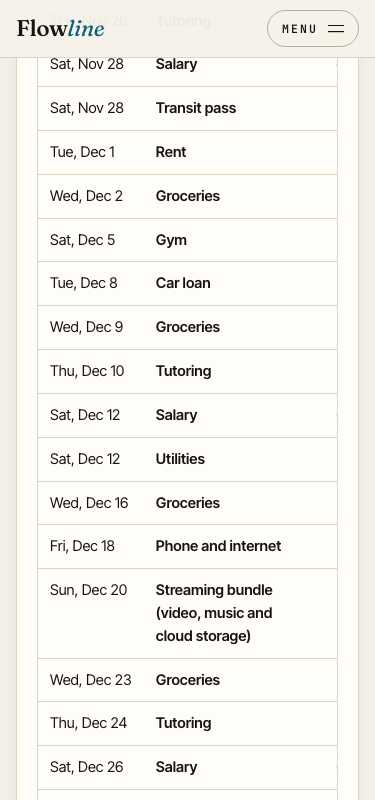 Thu, Nov 26 Tutoring
Flowline MENU
Sat, Nov 28 Salary
Sat, Nov 28 Transit pass
Tue, Dec 1 Rent
Wed, Dec 2 Groceries
Sat, Dec 5 Gym
Tue, Dec 8 Car loan
Wed, Dec 9 Groceries
Thu, Dec 10 Tutoring
Sat, Dec 12 Salary
Sat, Dec 12 Utilities
Wed, Dec 16 Groceries
Fri, Dec 18 Phone and internet
Sun, Dec 20 Streaming bundle
(video, music and
cloud storage)
Wed, Dec 23 Groceries
Thu, Dec 24 Tutoring
Sat, Dec 26 Salary